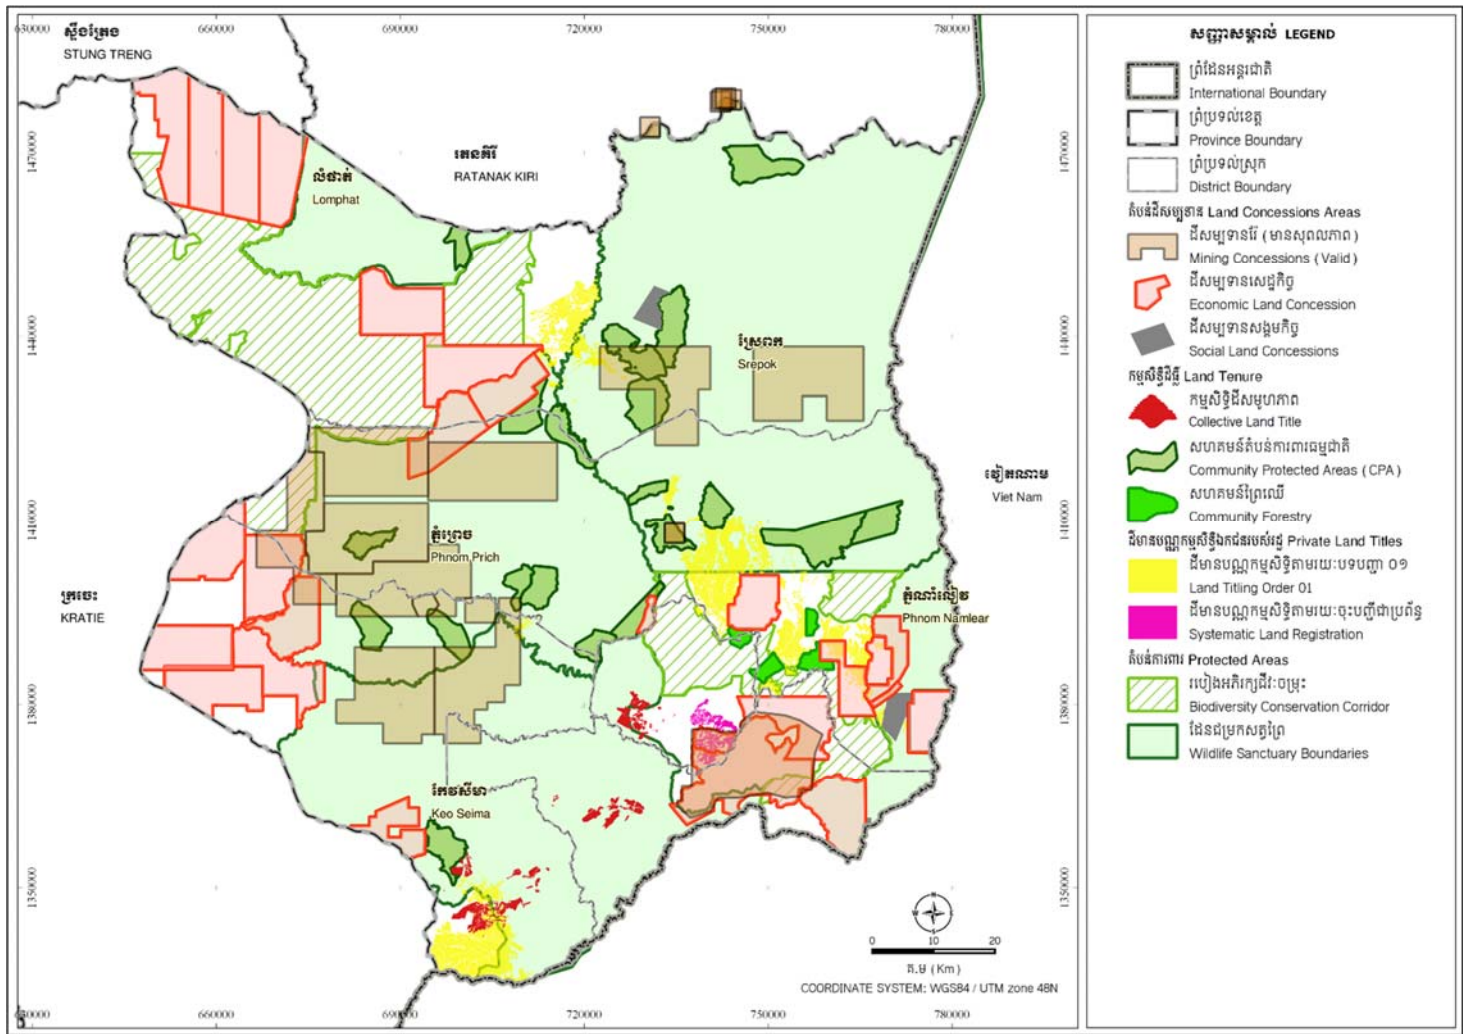 630000
660000
690000
720000
750000
780000
ស្ទឹងត្រែង
STUNG TRENG
រតនគិរី
RATANAK KIRI
លំផាត់
Lomphat
1470000
1470000
ស្រែពក
Srepok
1440000
1440000
វៀតណាម
Viet Nam
1410000
1410000
ភ្នំព្រេច
Phnom Prich
ក្រចេះ
KRATIE
ភ្នំណាំលៀវ
Phnom Namlear
1380000
1380000
កែវសីមា
Keo Seima
1350000
1350000
N
W
E
S
0
10
20
គ.ម (Km)
COORDINATE SYSTEM: WGS84 / UTM zone 48N
660000
690000
720000
750000
780000
សញ្ញាសម្គាល់ LEGEND
ព្រំដែនអន្តរជាតិ
International Boundary
ព្រំប្រទល់ខេត្ត
Province Boundary
ព្រំប្រទល់ស្រុក
District Boundary
តំបន់ដីសម្បទាន Land Concessions Areas
ដីសម្បទានរ៉ែ (មានសុពលភាព)
Mining Concessions (Valid)
ដីសម្បទានសេដ្ឋកិច្ច
Economic Land Concession
ដីសម្បទានសង្គមកិច្ច
Social Land Concessions
កម្មសិទ្ធិដីធ្លី Land Tenure
កម្មសិទ្ធិដីសមូហភាព
Collective Land Title
សហគមន៍តំបន់ការពារធម្មជាតិ
Community Protected Areas (CPA)
សហគមន៍ព្រៃឈើ
Community Forestry
ដីមានបណ្ណកម្មសិទ្ធិឯកជនរបស់រដ្ឋ Private Land Titles
ដីមានបណ្ណកម្មសិទ្ធិតាមរយៈបទបញ្ជា ០១
Land Titling Order 01
ដីមានបណ្ណកម្មសិទ្ធិតាមរយៈចុះបញ្ជីជាប្រព័ន្ធ
Systematic Land Registration
តំបន់ការពារ Protected Areas
របៀងអភិរក្សជីវៈចម្រុះ
Biodiversity Conservation Corridor
ដែនជម្រកសត្វព្រៃ
Wildlife Sanctuary Boundaries